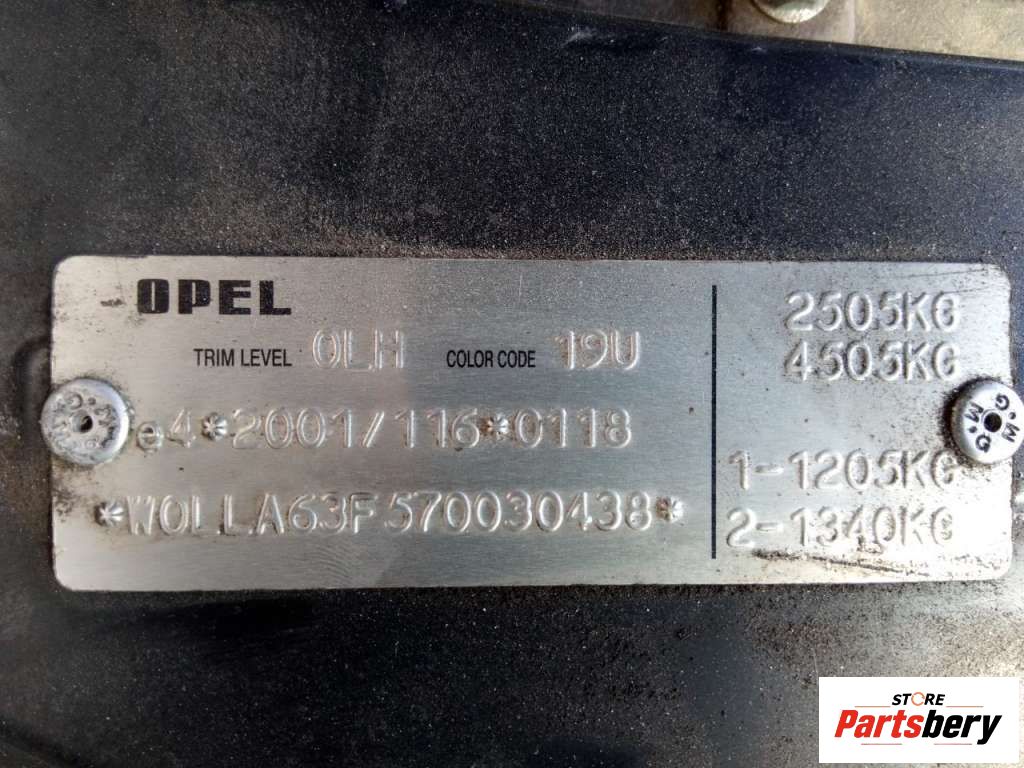 OPEL
TRIM LEVEL 0LH COLOR CODE 19U
e4*2001/116*0118
*W0LLA63F570030438*
2505KG
4505KG
1-1205KG
2-1340KG
G.M.
G.M.W.G
STORE
Partsbery